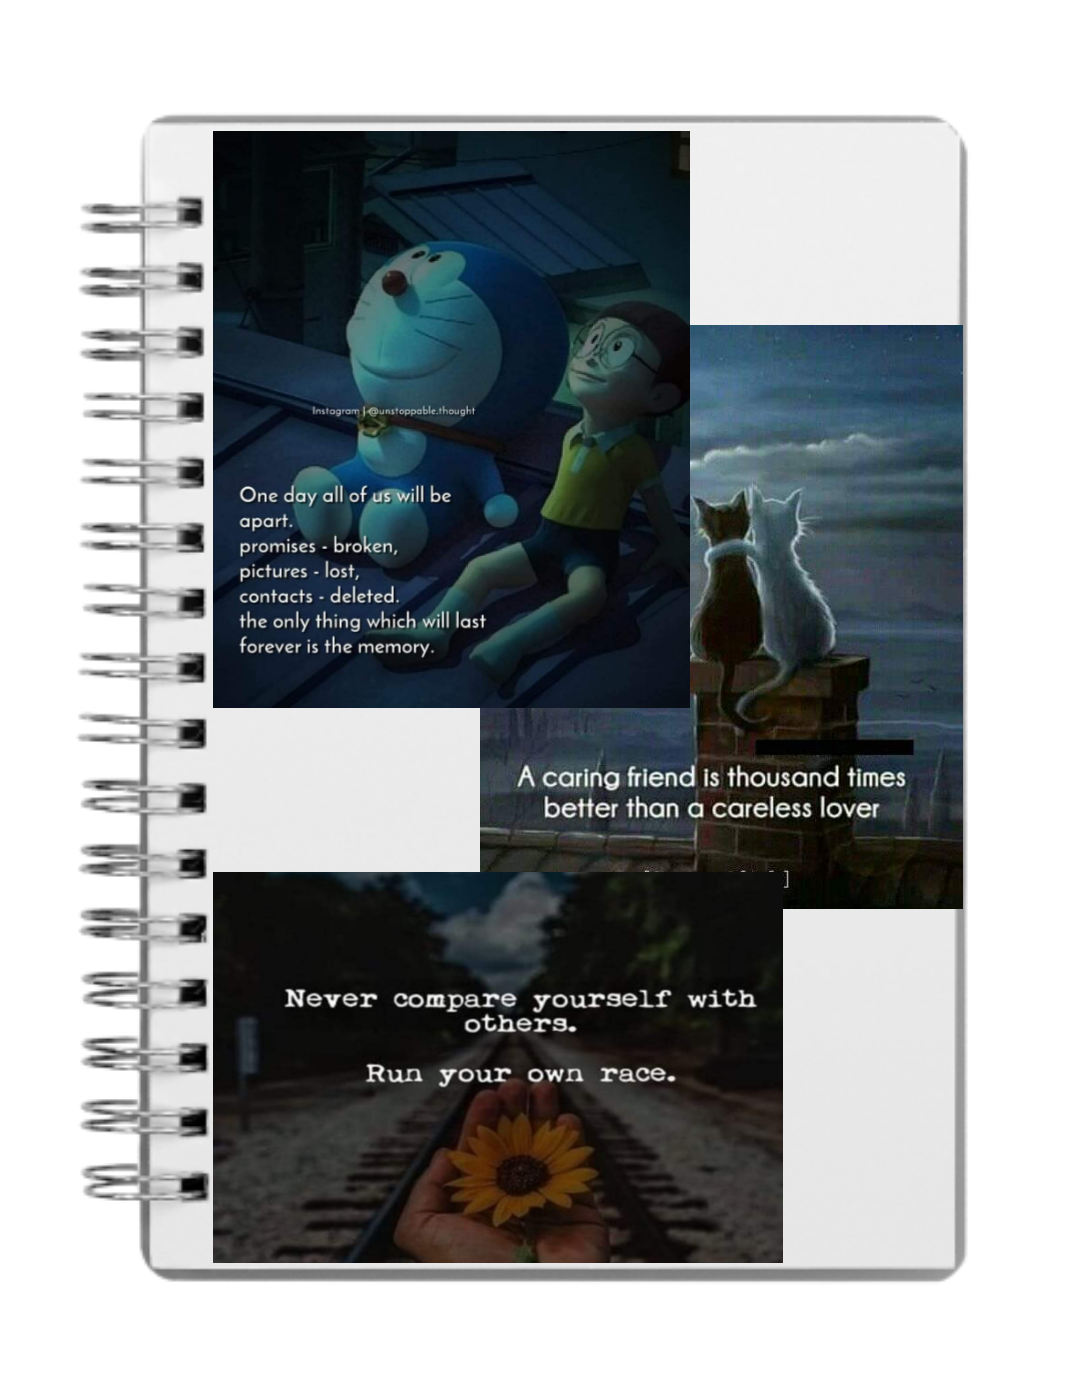 Instagram | @unstoppable.thought
One day all of us will be
apart.
promises - broken,
pictures - lost,
contacts - deleted.
the only thing which will last
forever is the memory.
A caring friend is thousand times
better than a careless lover
]
Never compare yourself with
others.
Run your own race.